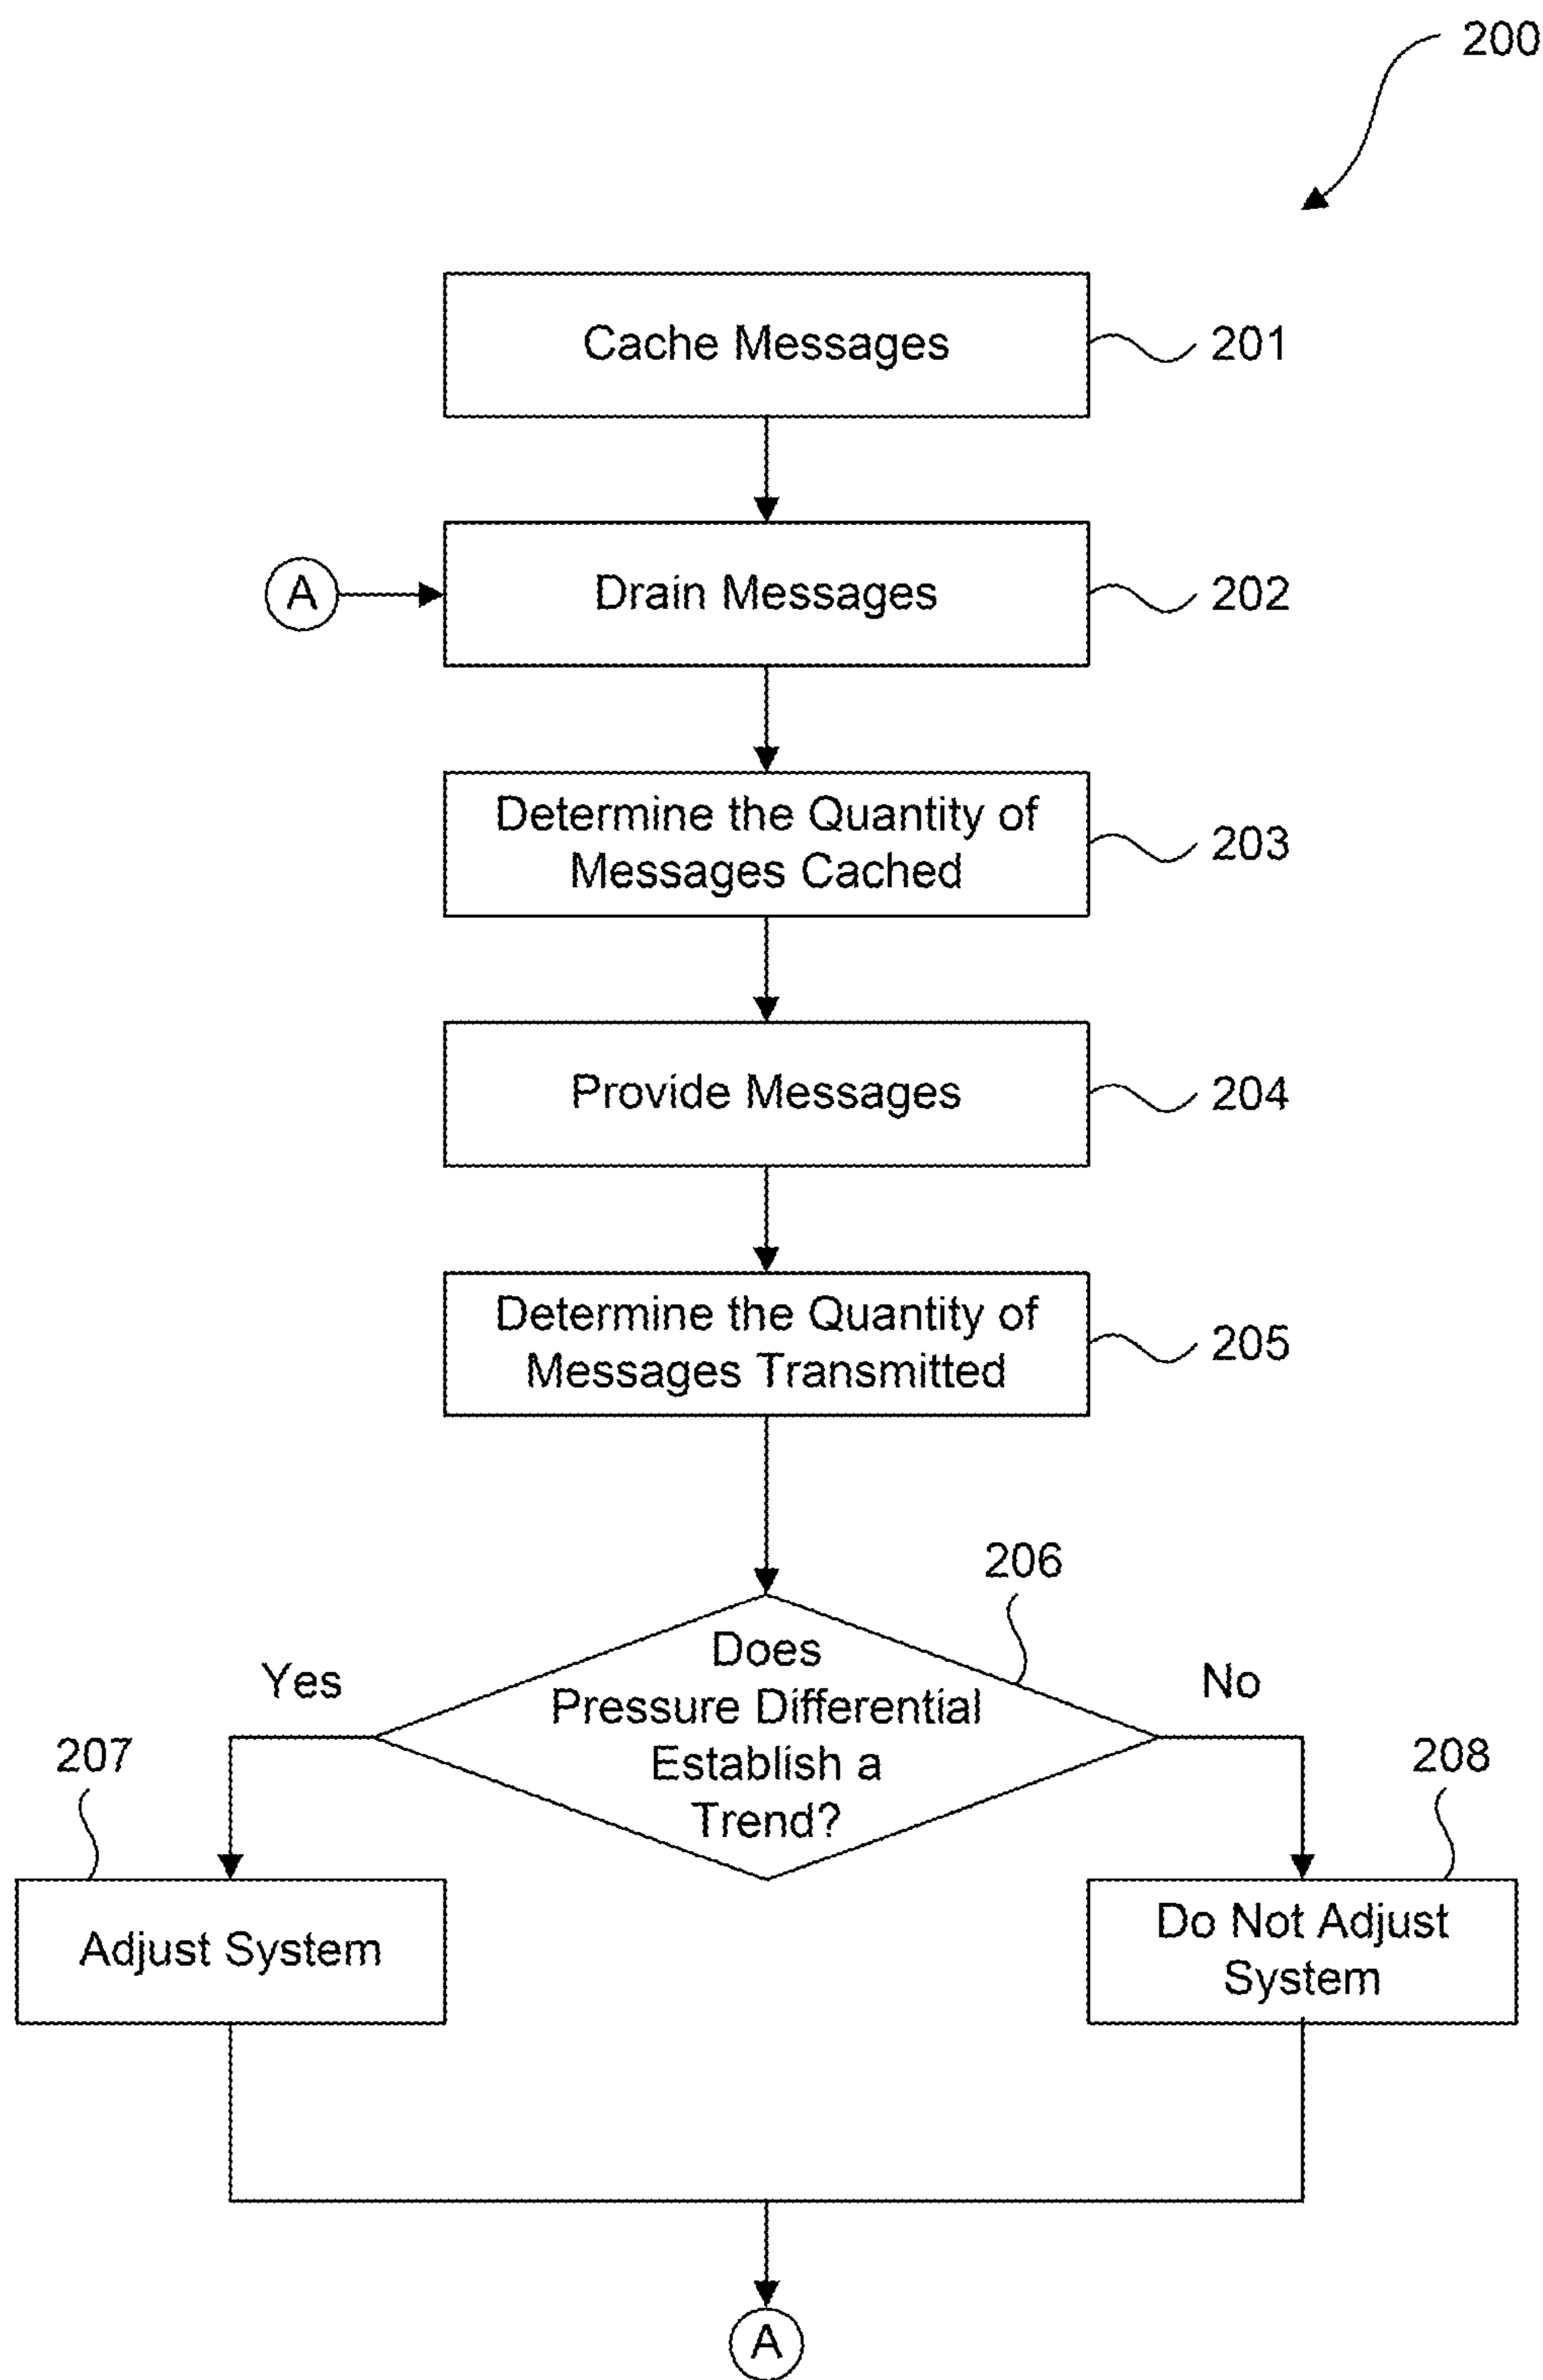 200
Cache Messages
201
A
Drain Messages
202
Determine the Quantity of
Messages Cached
203
Provide Messages
204
Determine the Quantity of
Messages Transmitted
205
206
Does
Pressure Differential
Establish a
Trend?
Yes
No
207
208
Adjust System
Do Not Adjust
System
A